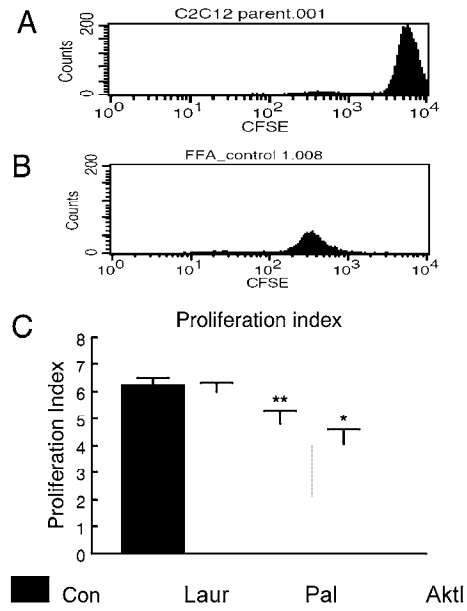 A
C2C12 parent.001
200
Counts
0
10^0 10^1 10^2 10^3 10^4
CFSE
B
FFA_control 1.008
200
Counts
0
10^0 10^1 10^2 10^3 10^4
CFSE
C
Proliferation index
8
7
6
5
4
3
2
1
0
Proliferation Index
**
*
Con Laur Pal AktI